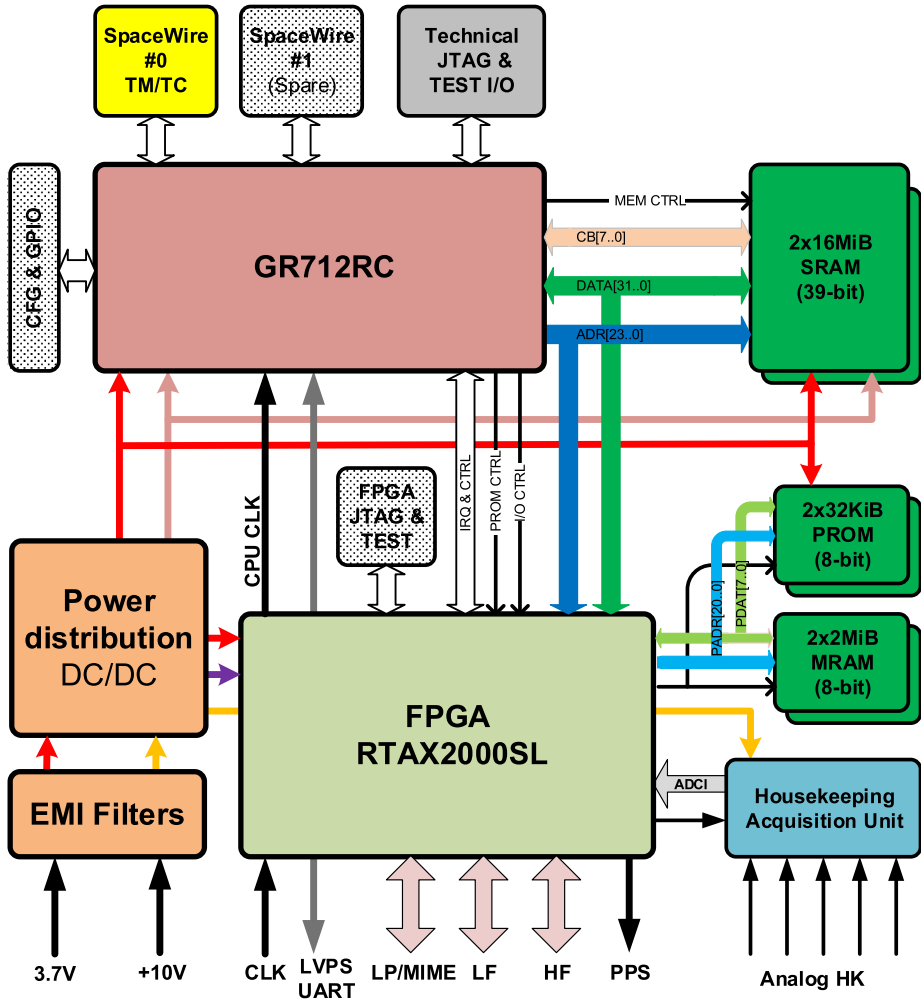 SpaceWire
#0
TM/TC
SpaceWire
#1
(Spare)
Technical
JTAG &
TEST I/O
CFG & GPIO
GR712RC
MEM CTRL
CB[7..0]
DATA[31..0]
ADR[23..0]
2x16MiB
SRAM
(39-bit)
CPU CLK
FPGA
JTAG &
TEST
IRQ & CTRL
PROM CTRL
I/O CTRL
2x32KiB
PROM
(8-bit)
PADR[20..0]
PDAT[7..0]
2x2MiB
MRAM
(8-bit)
Power
distribution
DC/DC
FPGA
RTAX2000SL
EMI Filters
ADCI
Housekeeping
Acquisition Unit
3.7V
+10V
CLK
LVPS
UART
LP/MIME
LF
HF
PPS
Analog HK